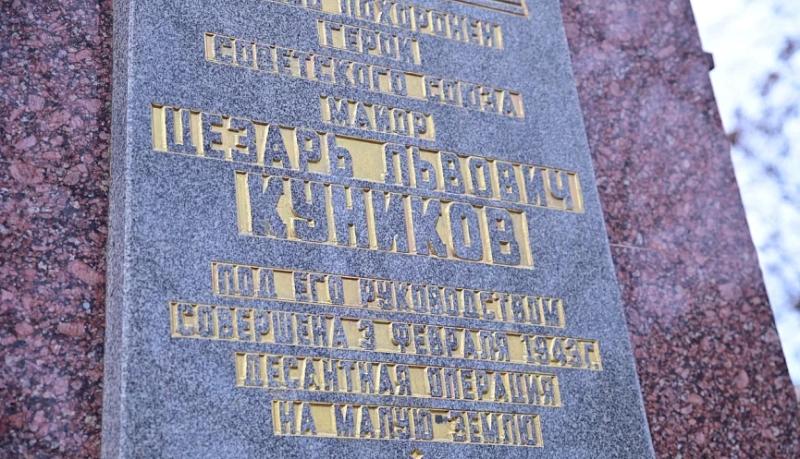 ПОХОРОНЕН
ГЕРОЙ
СОВЕТСКОГО СОЮЗА
МАЙОР
ЦЕЗАРЬ ЛЬВОВИЧ
КУНИКОВ
ПОД ЕГО РУКОВОДСТВОМ
СОВЕРШЕНА 3 ФЕВРАЛЯ 1943 г.
ДЕСАНТНАЯ ОПЕРАЦИЯ
НА МАЛУЮ ЗЕМЛЮ